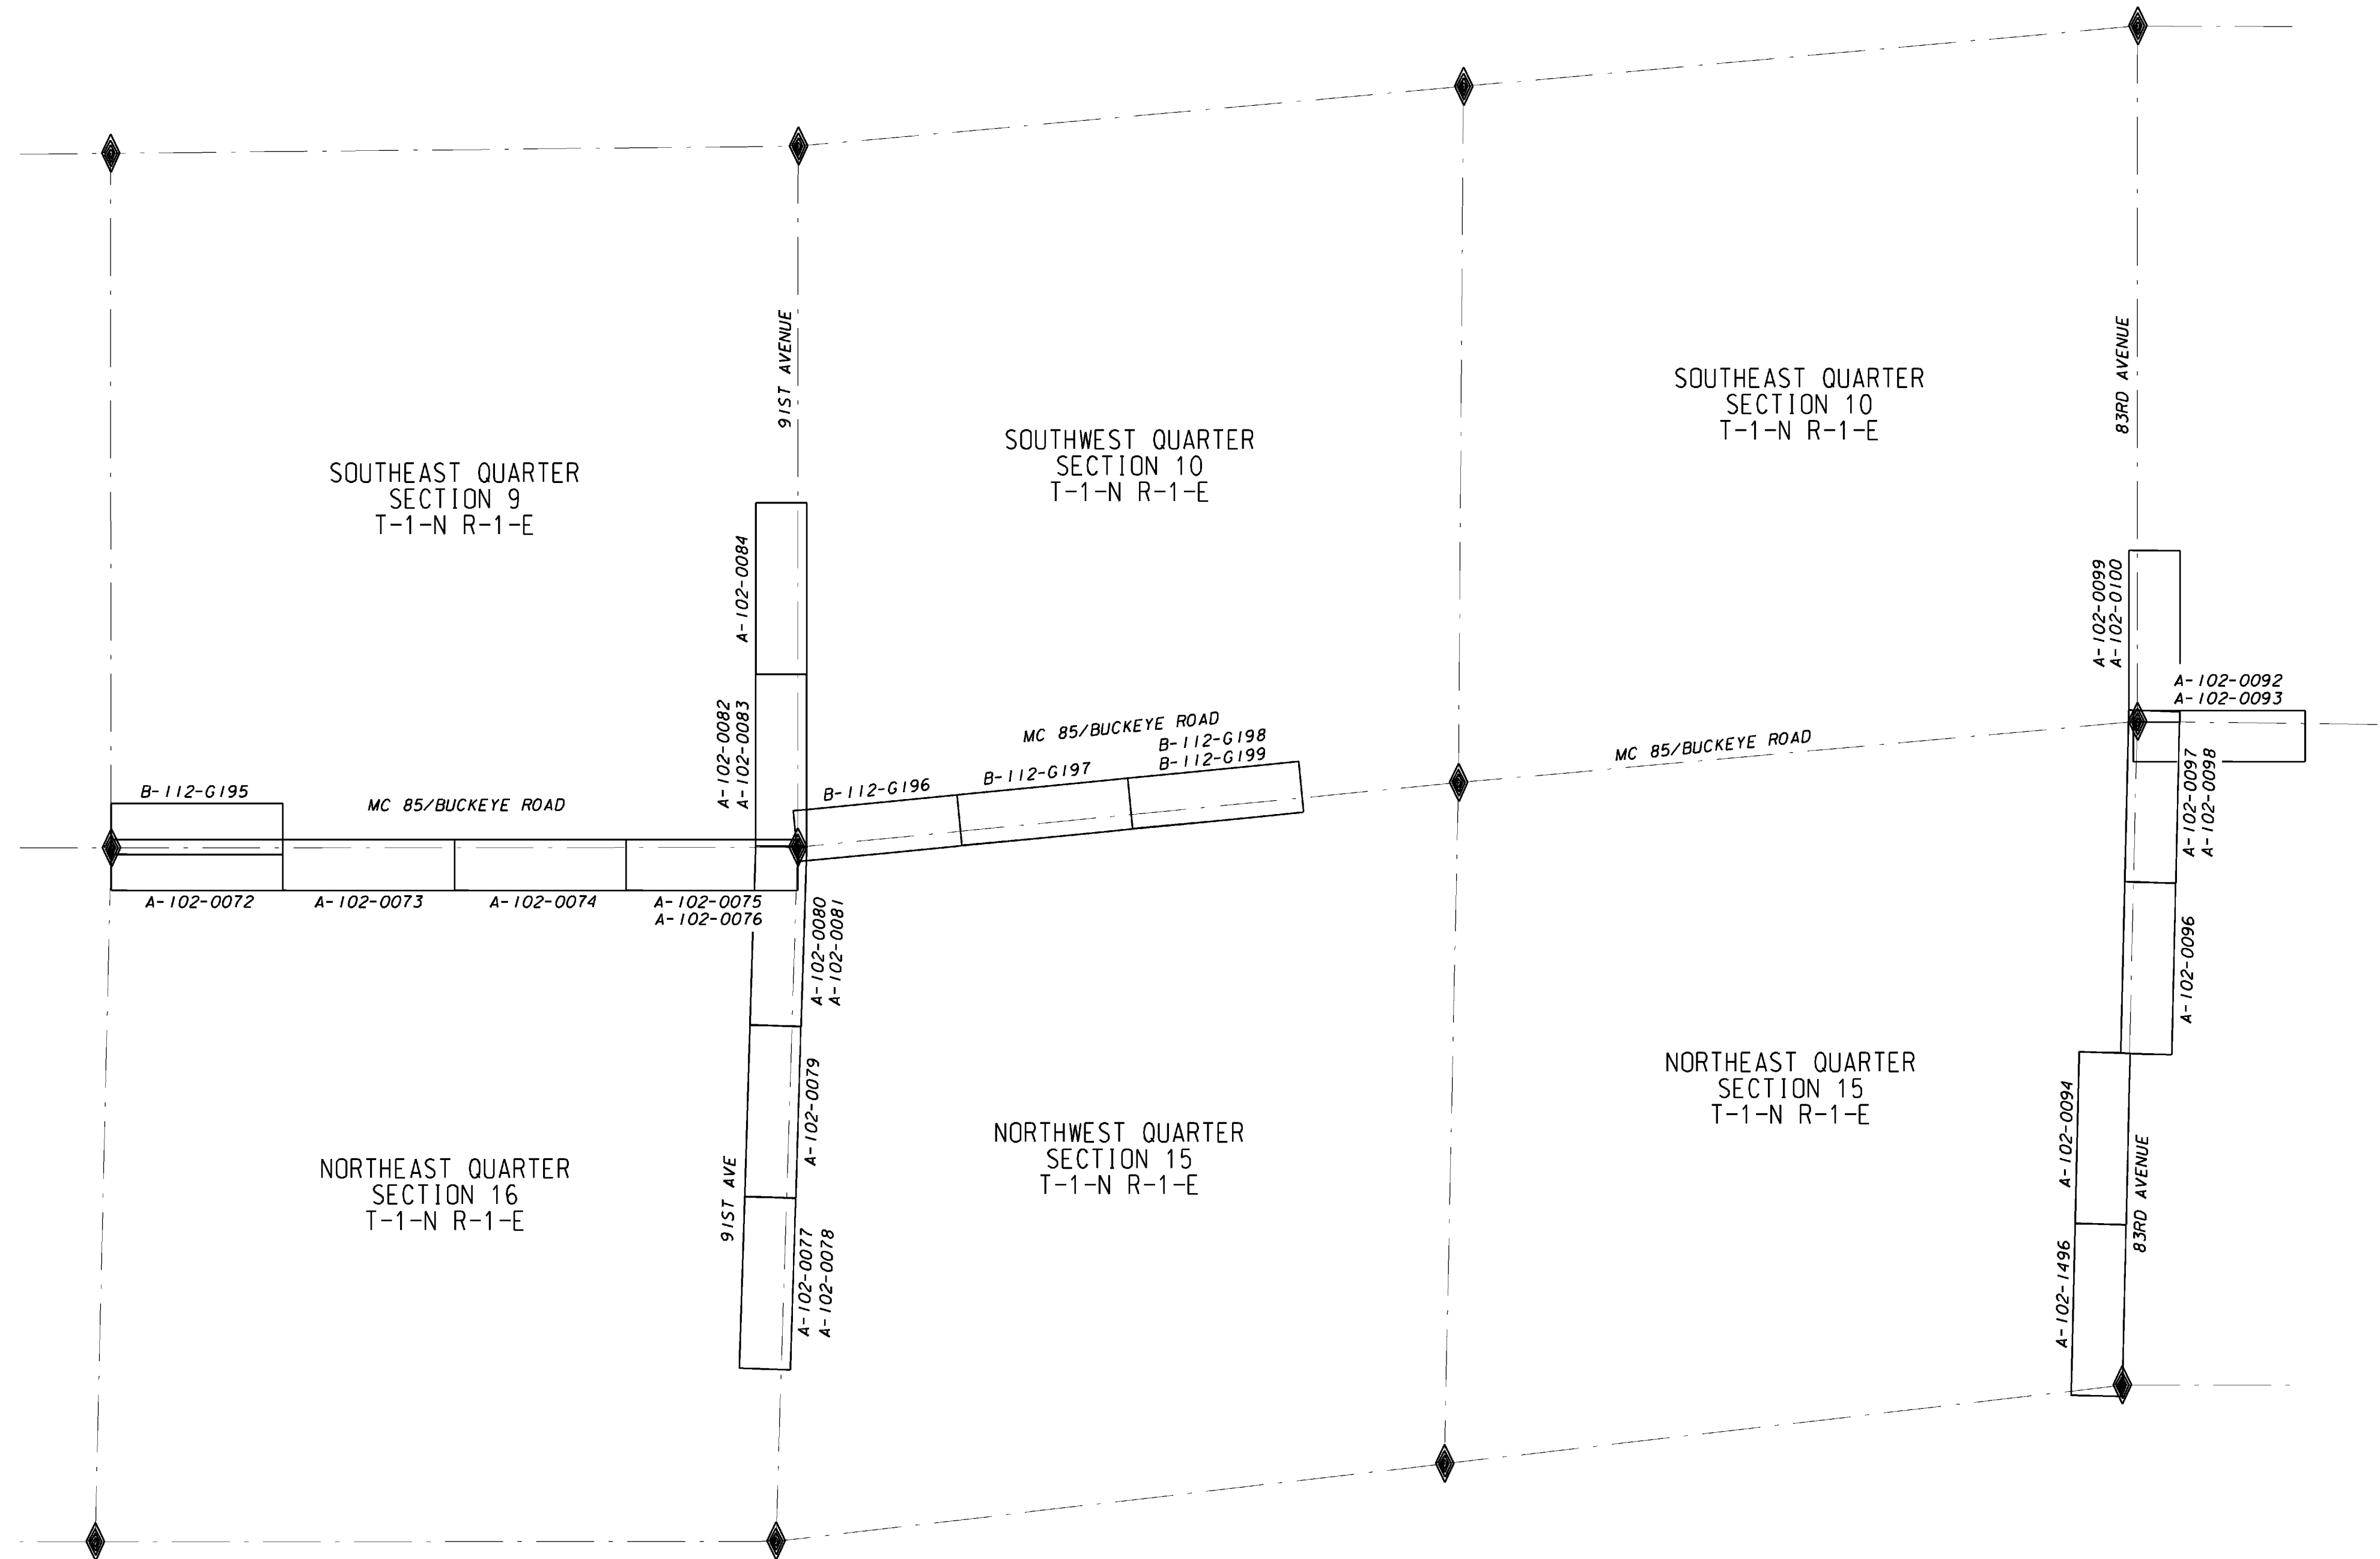 91ST AVENUE
83RD AVENUE
SOUTHEAST QUARTER
SECTION 10
T-1-N R-1-E
SOUTHWEST QUARTER
SECTION 10
T-1-N R-1-E
SOUTHEAST QUARTER
SECTION 9
T-1-N R-1-E
A-102-0084
A-102-0099
A-102-0100
A-102-0092
A-102-0093
A-102-0082
A-102-0083
MC 85/BUCKEYE ROAD
B-112-G198
B-112-G199
B-112-G197
B-112-G196
MC 85/BUCKEYE ROAD
A-102-0097
A-102-0098
B-112-G195
MC 85/BUCKEYE ROAD
A-102-0072
A-102-0073
A-102-0074
A-102-0075
A-102-0076
A-102-0080
A-102-0081
A-102-0096
A-102-0079
NORTHEAST QUARTER
SECTION 15
T-1-N R-1-E
NORTHWEST QUARTER
SECTION 15
T-1-N R-1-E
NORTHEAST QUARTER
SECTION 16
T-1-N R-1-E
91ST AVE
A-102-0077
A-102-0078
A-102-0094
83RD AVENUE
A-102-1496